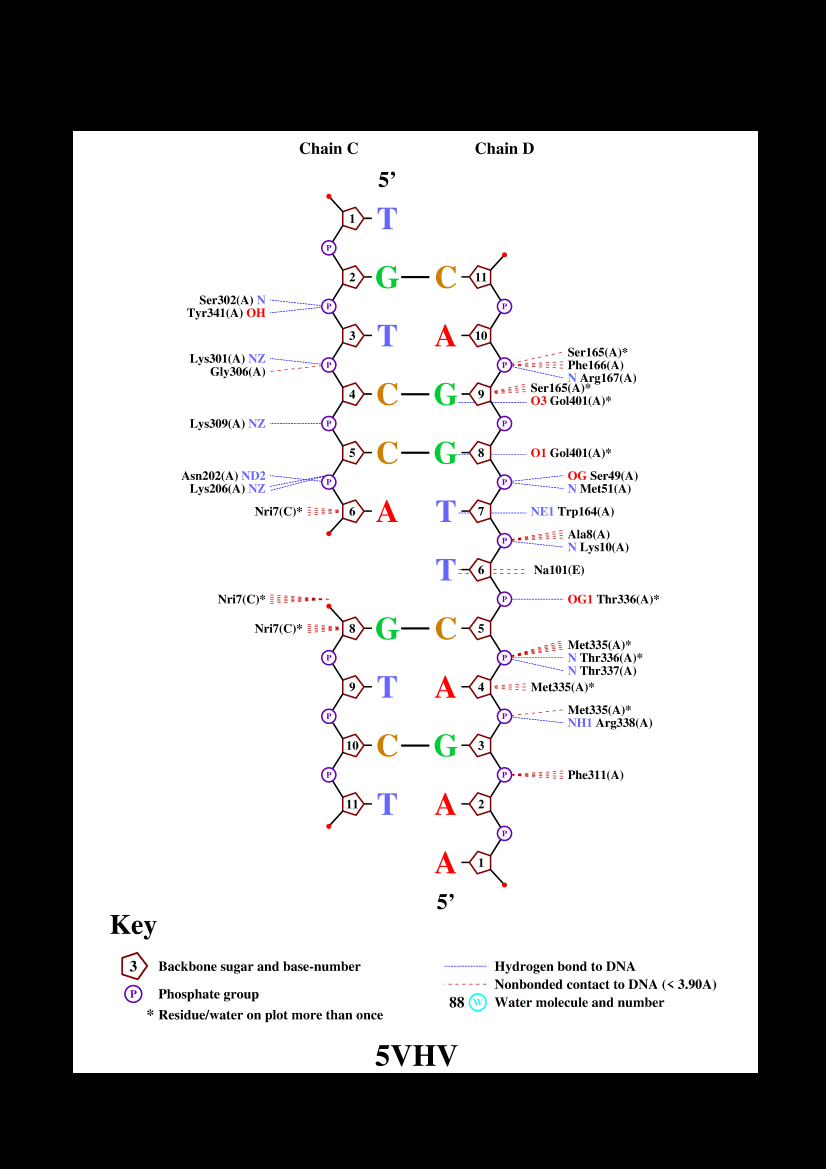 Chain C Chain D
5’
1 T
P
2 G C 11
Ser302(A) N P P
Tyr341(A) OH
3 T A 10
Ser165(A)*
Lys301(A) NZ P P Phe166(A)
Gly306(A) N Arg167(A)
Ser165(A)*
4 C G 9
O3 Gol401(A)*
Lys309(A) NZ P P
5 C G 8 O1 Gol401(A)*
Asn202(A) ND2 P P OG Ser49(A)
Lys206(A) NZ N Met51(A)
Nri7(C)* 6 A T 7 NE1 Trp164(A)
P Ala8(A)
N Lys10(A)
T 6 Na101(E)
Nri7(C)* P OG1 Thr336(A)*
Nri7(C)* 8 G C 5
Met335(A)*
P P N Thr336(A)*
N Thr337(A)
9 T A 4 Met335(A)*
Met335(A)*
P P NH1 Arg338(A)
10 C G 3
P P Phe311(A)
11 T A 2
P
A 1
5’
Key
3 Backbone sugar and base-number
P Phosphate group
* Residue/water on plot more than once
Hydrogen bond to DNA
Nonbonded contact to DNA (< 3.90A)
88 W Water molecule and number
5VHV